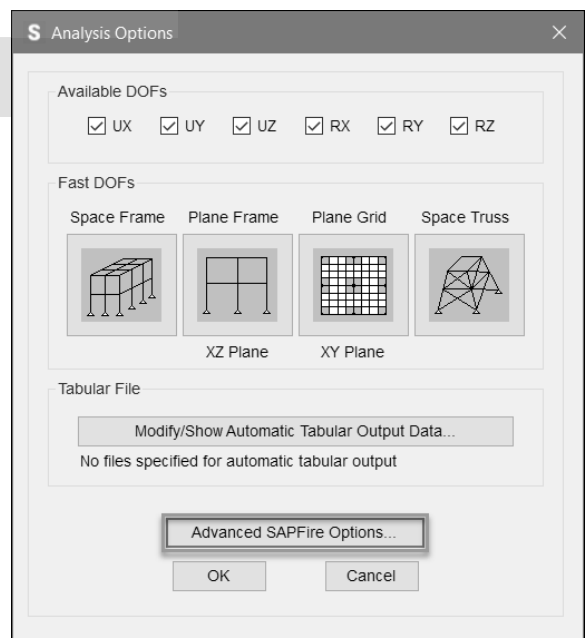 S Analysis Options
Available DOFs
UX UY UZ RX RY RZ
Fast DOFs
Space Frame Plane Frame Plane Grid Space Truss
XZ Plane XY Plane
Tabular File
Modify/Show Automatic Tabular Output Data...
No files specified for automatic tabular output
Advanced SAPFire Options...
OK Cancel